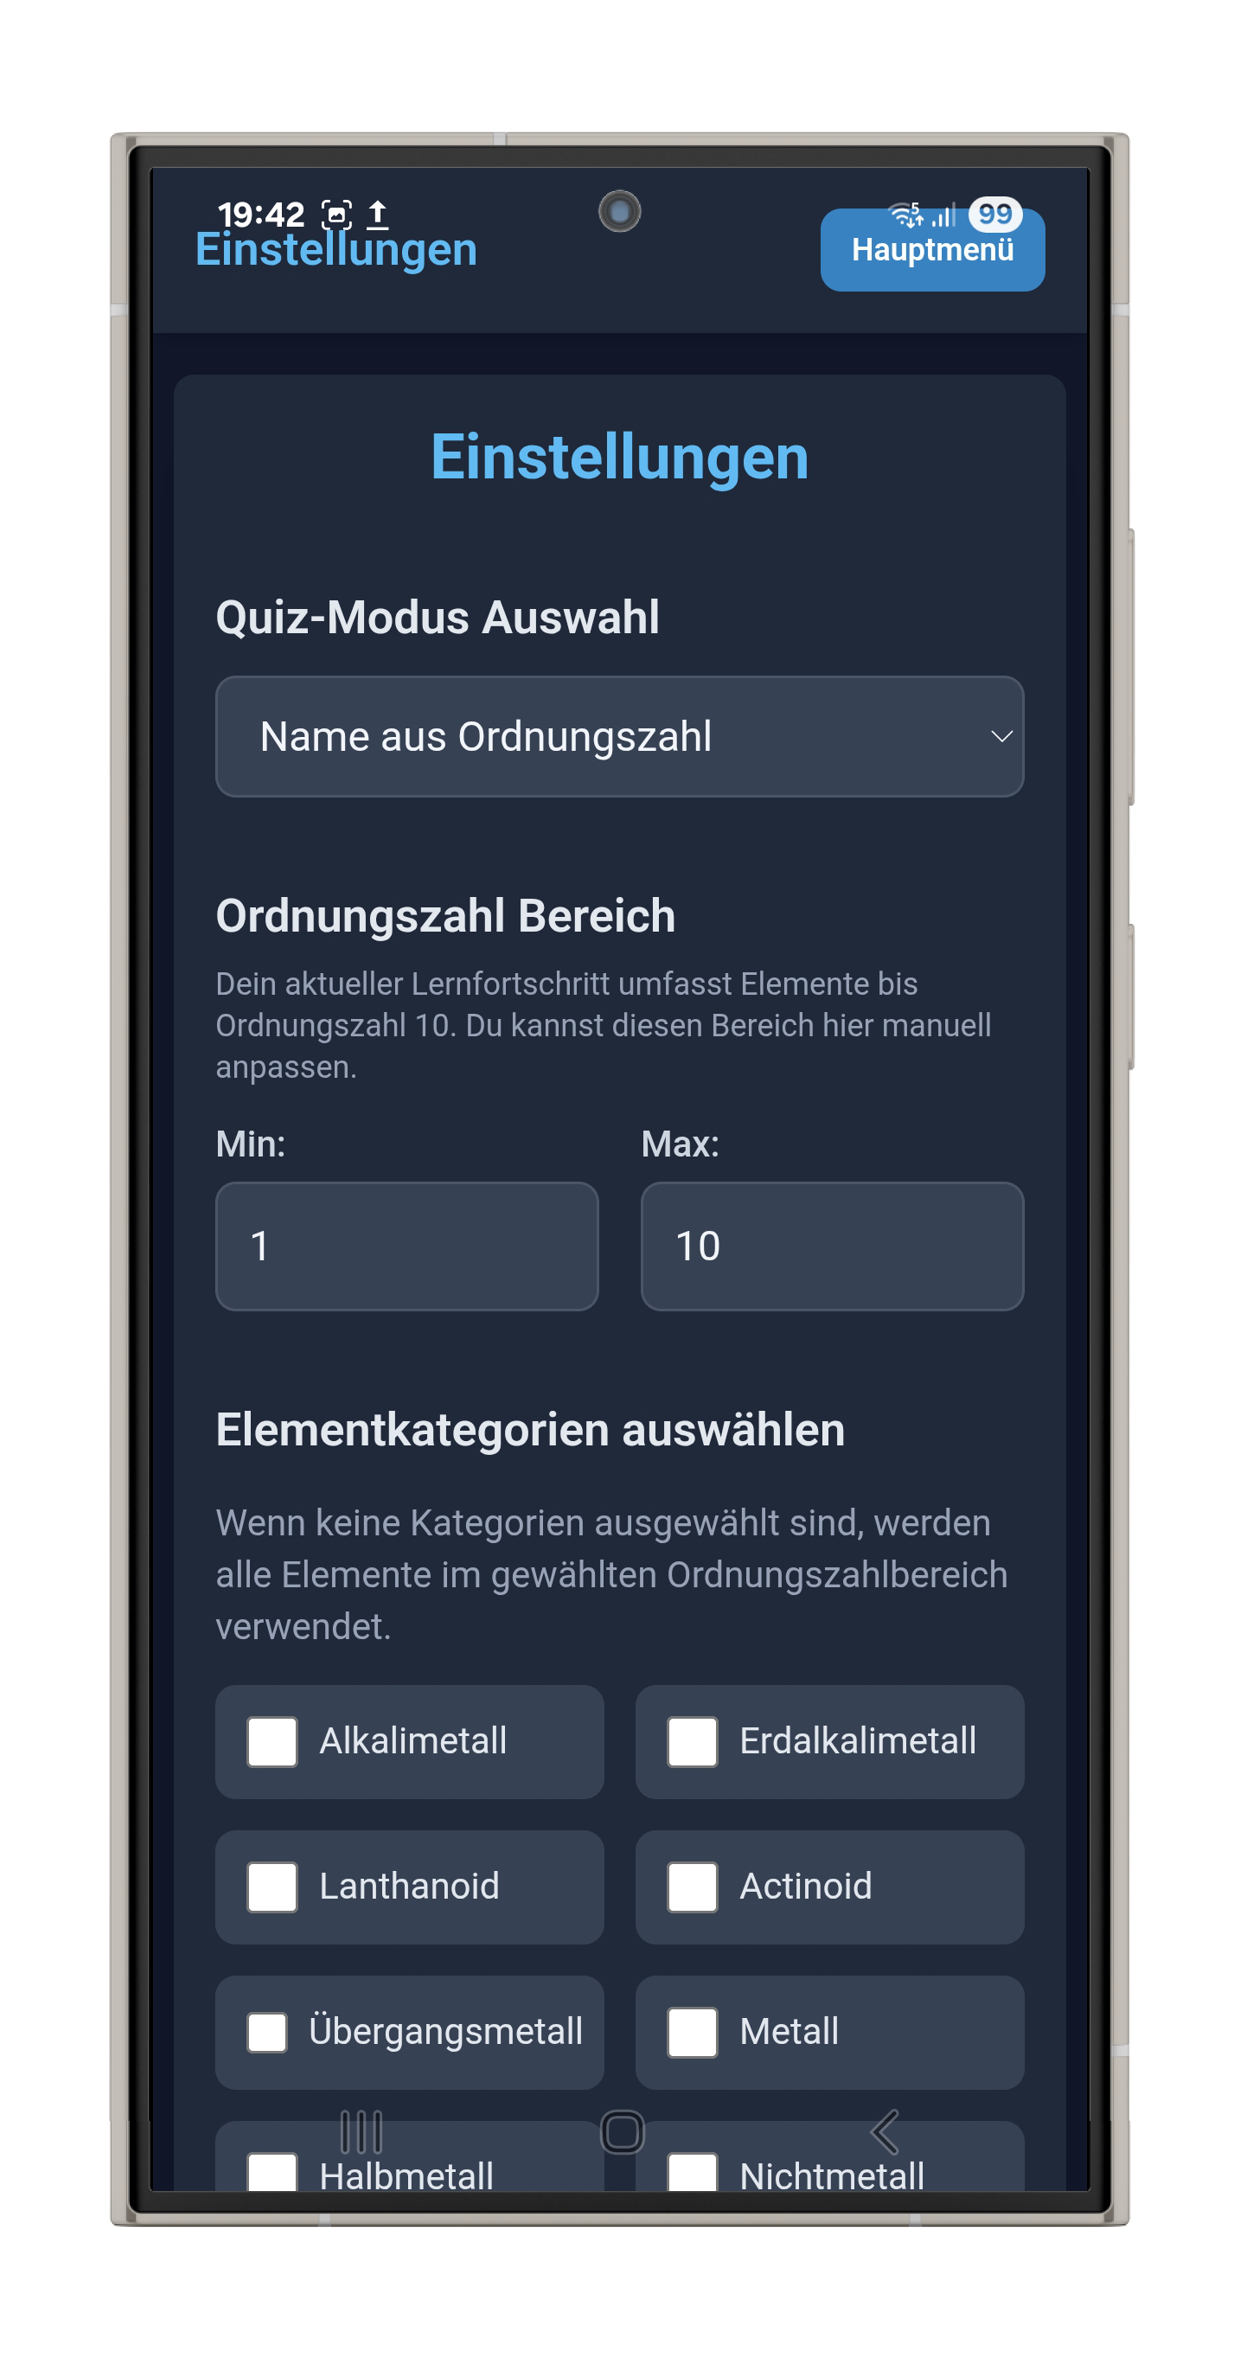 19:42
99
Einstellungen
Hauptmenü
Einstellungen
Quiz-Modus Auswahl
Name aus Ordnungszahl
Ordnungszahl Bereich
Dein aktueller Lernfortschritt umfasst Elemente bis
Ordnungszahl 10. Du kannst diesen Bereich hier manuell
anpassen.
Min:
Max:
1
10
Elementkategorien auswählen
Wenn keine Kategorien ausgewählt sind, werden
alle Elemente im gewählten Ordnungszahlbereich
verwendet.
Alkalimetall
Erdalkalimetall
Lanthanoid
Actinoid
Übergangsmetall
Metall
Halbmetall
Nichtmetall